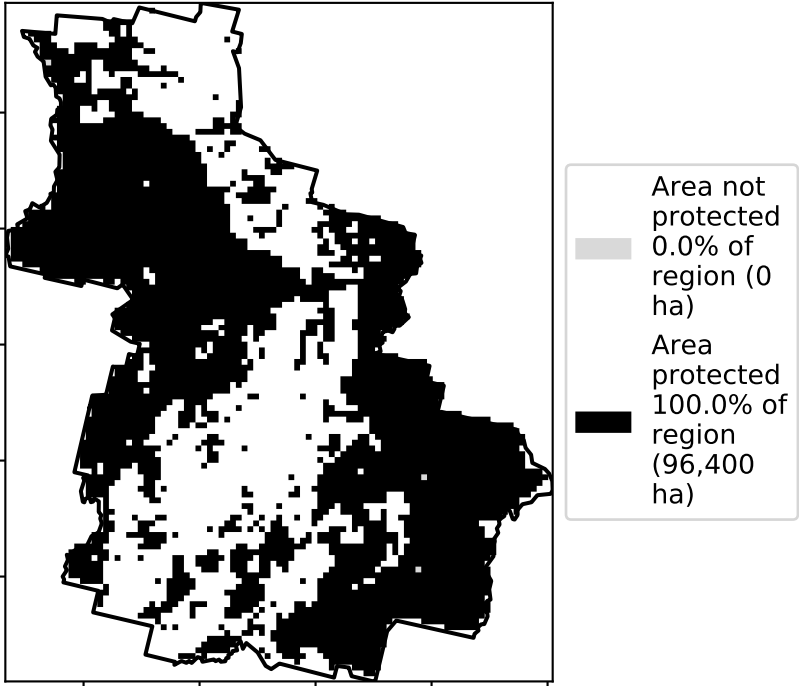 Area not
protected
0.0% of
region (0
ha)
Area
protected
100.0% of
region
(96,400
ha)